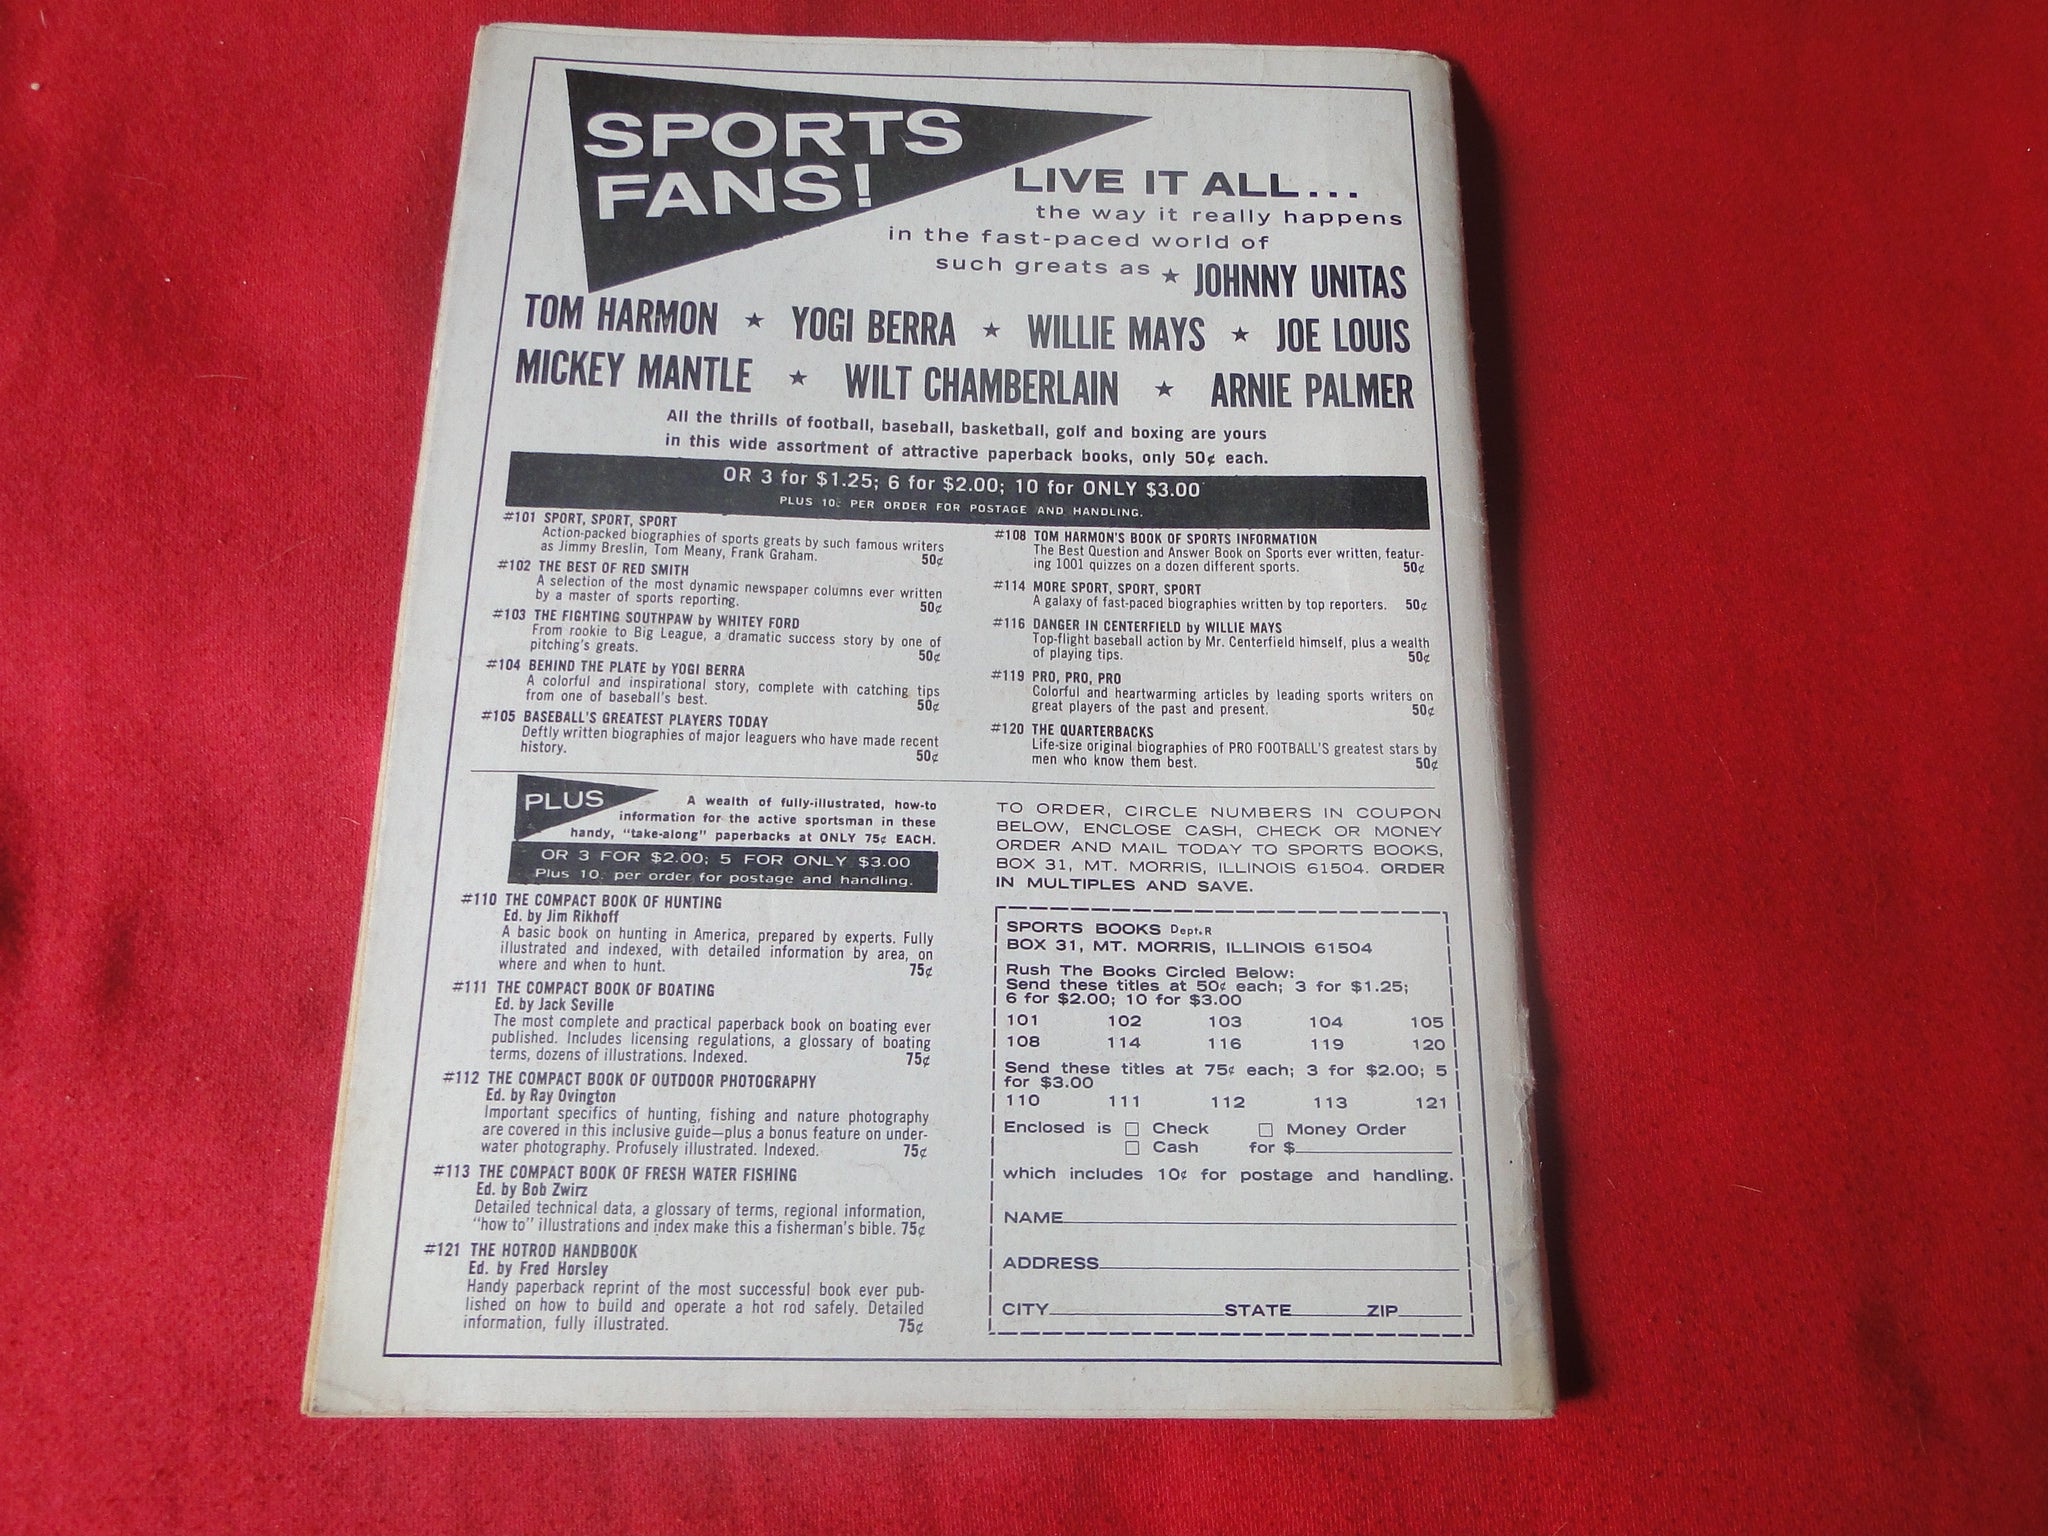 SPORTS
FANS!
LIVE IT ALL...
the way it really happens
in the fast-paced world of
such greats as ★ JOHNNY UNITAS
TOM HARMON ★ YOGI BERRA ★ WILLIE MAYS ★ JOE LOUIS
MICKEY MANTLE ★ WILT CHAMBERLAIN ★ ARNIE PALMER
All the thrills of football, baseball, basketball, golf and boxing are yours
in this wide assortment of attractive paperback books, only 50¢ each.
OR 3 for $1.25; 6 for $2.00; 10 for ONLY $3.00
PLUS 10¢ PER ORDER FOR POSTAGE AND HANDLING.
#101 SPORT, SPORT, SPORT
Action-packed biographies of sports greats by such famous writers
as Jimmy Breslin, Tom Meany, Frank Graham. 50¢
#102 THE BEST OF RED SMITH
A selection of the most dynamic newspaper columns ever written
by a master of sports reporting. 50¢
#103 THE FIGHTING SOUTHPAW by WHITEY FORD
From rookie to Big League, a dramatic success story by one of
pitching's greats. 50¢
#104 BEHIND THE PLATE by YOGI BERRA
A colorful and inspirational story, complete with catching tips
from one of baseball's best. 50¢
#105 BASEBALL'S GREATEST PLAYERS TODAY
Deftly written biographies of major leaguers who have made recent
history. 50¢
#108 TOM HARMON'S BOOK OF SPORTS INFORMATION
The Best Question and Answer Book on Sports ever written, featur-
ing 1001 quizzes on a dozen different sports. 50¢
#114 MORE SPORT, SPORT, SPORT
A galaxy of fast-paced biographies written by top reporters. 50¢
#116 DANGER IN CENTERFIELD by WILLIE MAYS
Top-flight baseball action by Mr. Centerfield himself, plus a wealth
of playing tips. 50¢
#119 PRO, PRO, PRO
Colorful and heartwarming articles by leading sports writers on
great players of the past and present. 50¢
#120 THE QUARTERBACKS
Life-size original biographies of PRO FOOTBALL'S greatest stars by
men who know them best. 50¢
PLUS
A wealth of fully-illustrated, how-to
information for the active sportsman in these
handy, "take-along" paperbacks at ONLY 75¢ EACH.
OR 3 FOR $2.00; 5 FOR ONLY $3.00
Plus 10¢ per order for postage and handling.
#110 THE COMPACT BOOK OF HUNTING
Ed. by Jim Rikhoff
A basic book on hunting in America, prepared by experts. Fully
illustrated and indexed, with detailed information by area, on
where and when to hunt. 75¢
#111 THE COMPACT BOOK OF BOATING
Ed. by Jack Seville
The most complete and practical paperback book on boating ever
published. Includes licensing regulations, a glossary of boating
terms, dozens of illustrations. Indexed. 75¢
#112 THE COMPACT BOOK OF OUTDOOR PHOTOGRAPHY
Ed. by Ray Ovington
Important specifics of hunting, fishing and nature photography
are covered in this inclusive guide—plus a bonus feature on under-
water photography. Profusely illustrated. Indexed. 75¢
#113 THE COMPACT BOOK OF FRESH WATER FISHING
Ed. by Bob Zwirz
Detailed technical data, a glossary of terms, regional information,
"how to" illustrations and index make this a fisherman's bible. 75¢
#121 THE HOTROD HANDBOOK
Ed. by Fred Horsley
Handy paperback reprint of the most successful book ever pub-
lished on how to build and operate a hot rod safely. Detailed
information, fully illustrated. 75¢
TO ORDER, CIRCLE NUMBERS IN COUPON
BELOW, ENCLOSE CASH, CHECK OR MONEY
ORDER AND MAIL TODAY TO SPORTS BOOKS,
BOX 31, MT. MORRIS, ILLINOIS 61504. ORDER
IN MULTIPLES AND SAVE.
SPORTS BOOKS Dept.R
BOX 31, MT. MORRIS, ILLINOIS 61504
Rush The Books Circled Below:
Send these titles at 50¢ each; 3 for $1.25;
6 for $2.00; 10 for $3.00
101 102 103 104 105
108 114 116 119 120
Send these titles at 75¢ each; 3 for $2.00; 5
for $3.00
110 111 112 113 121
Enclosed is □ Check □ Money Order
□ Cash for $
which includes 10¢ for postage and handling.
NAME
ADDRESS
CITY STATE ZIP